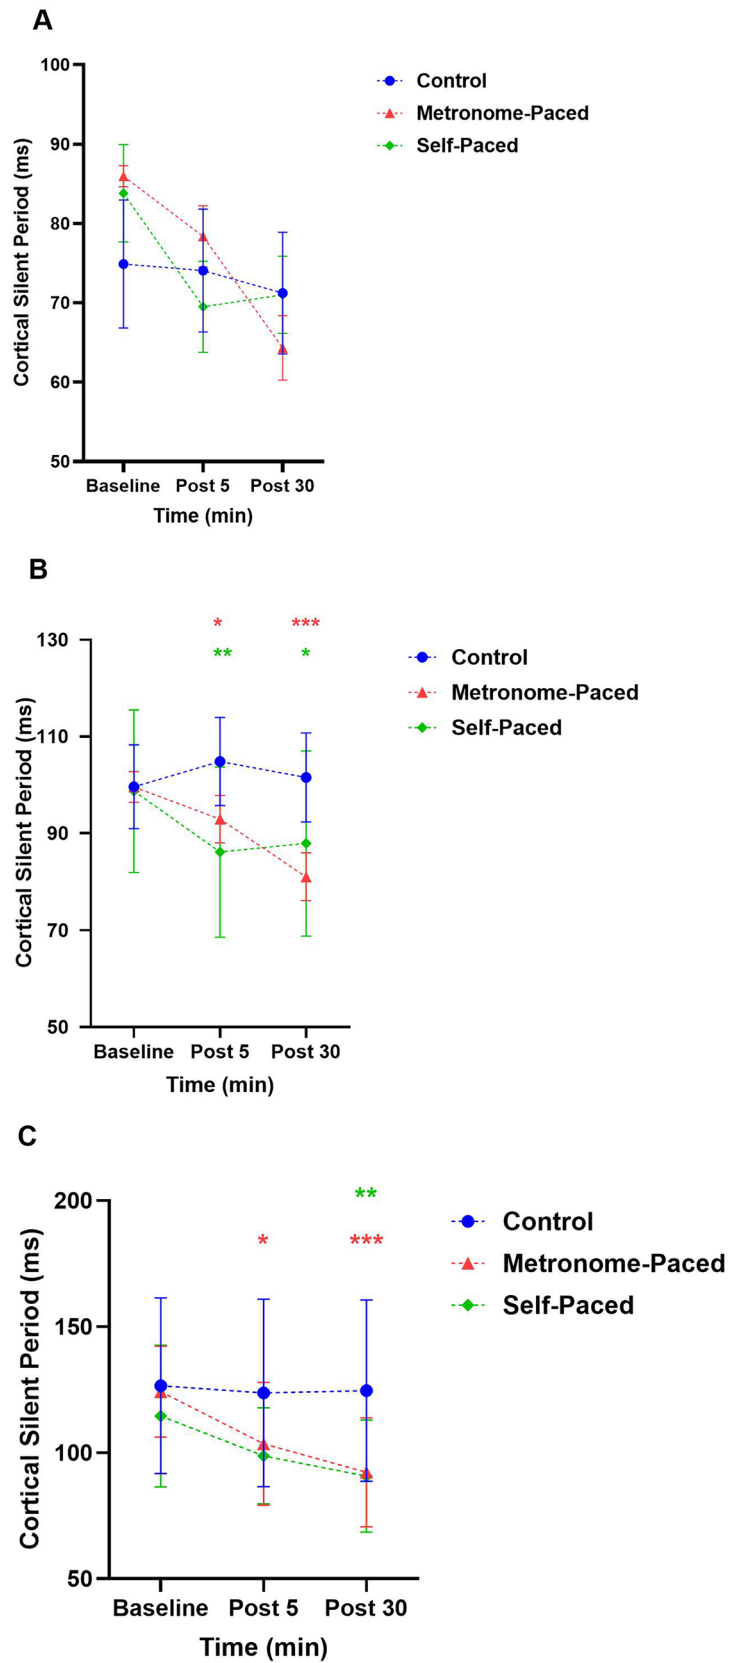 A
Cortical Silent Period (ms)
100
90
80
70
60
50
Baseline Post 5 Post 30
Time (min)
Control
Metronome-Paced
Self-Paced
B
* ***
** *
Cortical Silent Period (ms)
130
110
90
70
50
Baseline Post 5 Post 30
Time (min)
Control
Metronome-Paced
Self-Paced
C
**
* ***
Cortical Silent Period (ms)
200
150
100
50
Baseline Post 5 Post 30
Time (min)
Control
Metronome-Paced
Self-Paced